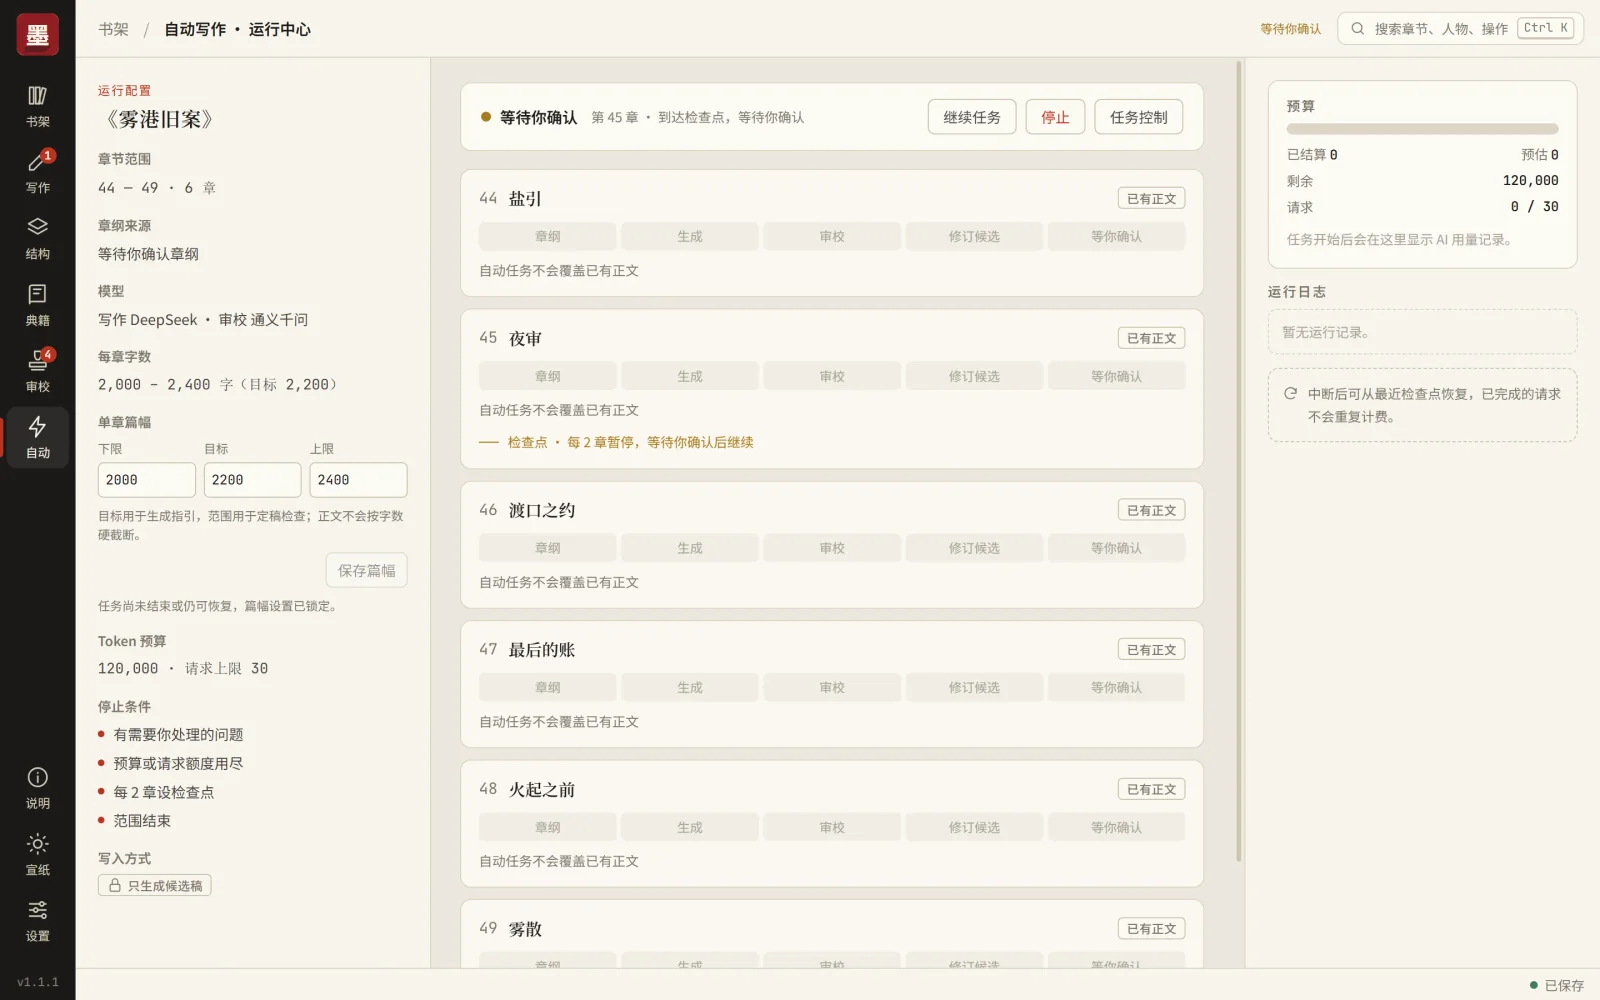 墨
书架
1
写作
结构
典籍
4
审校
自动
说明
宣纸
设置
v1.1.1
书架 / 自动写作 · 运行中心
等待你确认
搜索章节、人物、操作 Ctrl K
运行配置
《雾港旧案》
章节范围
44 — 49 · 6 章
章纲来源
等待你确认章纲
模型
写作 DeepSeek · 审校 通义千问
每章字数
2,000 – 2,400 字（目标 2,200）
单章篇幅
下限 目标 上限
2000 2200 2400
目标用于生成指引，范围用于定稿检查；正文不会按字数
硬截断。
保存篇幅
任务尚未结束或仍可恢复，篇幅设置已锁定。
Token 预算
120,000 · 请求上限 30
停止条件
有需要你处理的问题
预算或请求额度用尽
每 2 章设检查点
范围结束
写入方式
只生成候选稿
等待你确认 第 45 章 · 到达检查点，等待你确认 继续任务 停止 任务控制
44 盐引 已有正文
章纲 生成 审校 修订候选 等你确认
自动任务不会覆盖已有正文
45 夜审 已有正文
章纲 生成 审校 修订候选 等你确认
自动任务不会覆盖已有正文
检查点 · 每 2 章暂停，等待你确认后继续
46 渡口之约 已有正文
章纲 生成 审校 修订候选 等你确认
自动任务不会覆盖已有正文
47 最后的账 已有正文
章纲 生成 审校 修订候选 等你确认
自动任务不会覆盖已有正文
48 火起之前 已有正文
章纲 生成 审校 修订候选 等你确认
自动任务不会覆盖已有正文
49 雾散 已有正文
章纲 生成 审校 修订候选 等你确认
预算
已结算 0 预估 0
剩余 120,000
请求 0 / 30
任务开始后会在这里显示 AI 用量记录。
运行日志
暂无运行记录。
中断后可从最近检查点恢复，已完成的请求
不会重复计费。
已保存